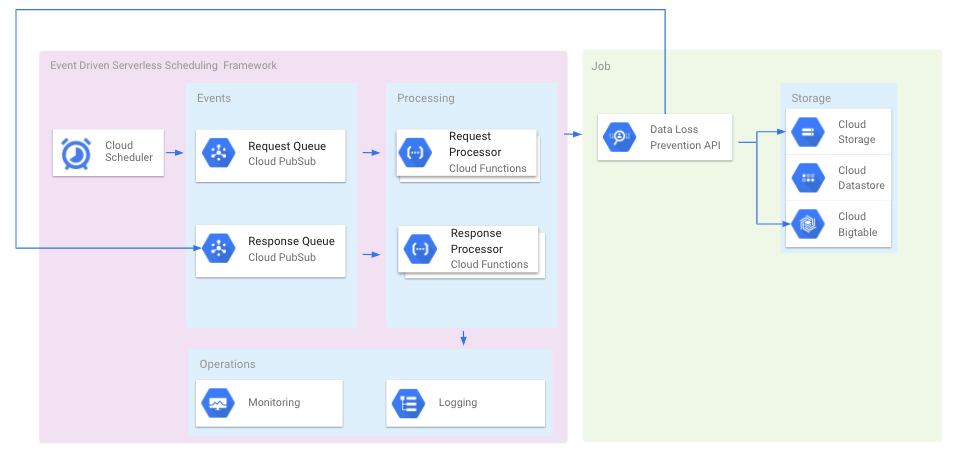 Event Driven Serverless Scheduling Framework
Job
Events
Processing
Storage
Cloud
Scheduler
Request Queue
Cloud PubSub
Request
Processor
Cloud Functions
Data Loss
Prevention API
Cloud
Storage
Cloud
Datastore
Cloud
Bigtable
Response Queue
Cloud PubSub
Response
Processor
Cloud Functions
Operations
Monitoring
Logging